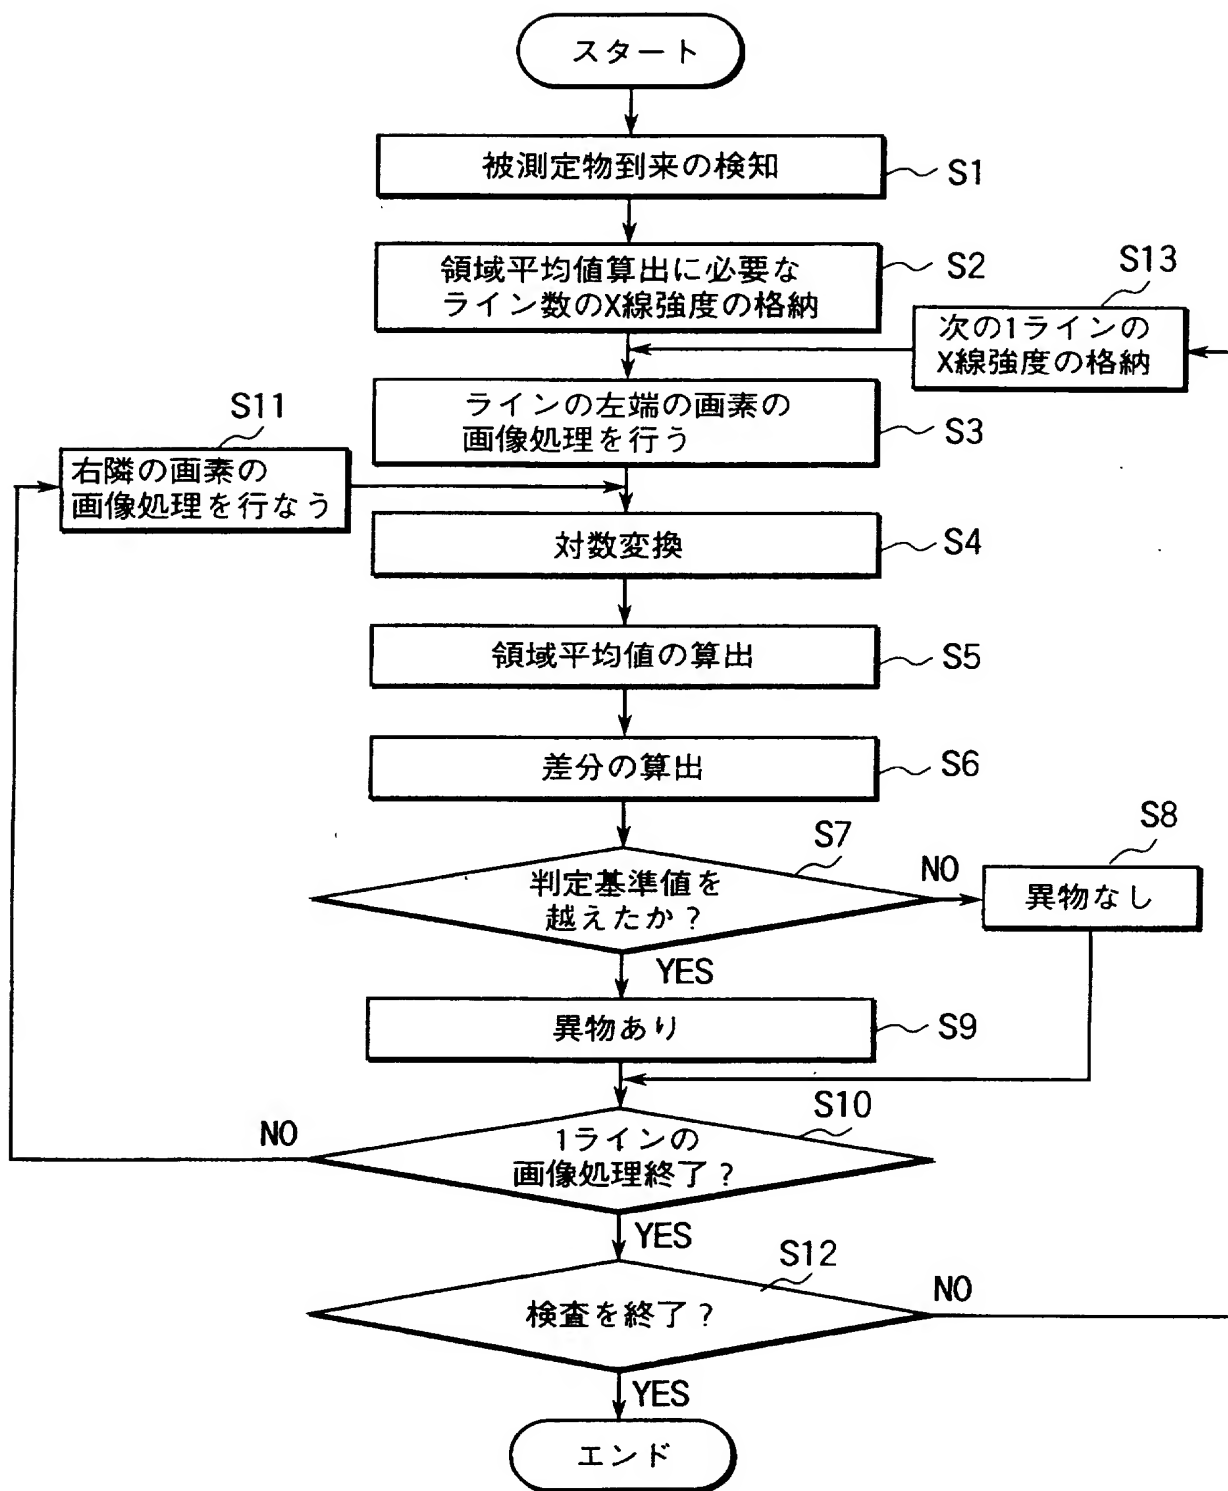 スタート
被測定物到来の検知
S1
領域平均値算出に必要な
ライン数のX線強度の格納
S2
S13
次の1ラインの
X線強度の格納
ラインの左端の画素の
画像処理を行う
S3
S11
右隣の画素の
画像処理を行なう
対数変換
S4
領域平均値の算出
S5
差分の算出
S6
S7
判定基準値を
越えたか？
NO
S8
異物なし
YES
異物あり
S9
S10
NO
1ラインの
画像処理終了？
YES
S12
検査を終了？
NO
YES
エンド